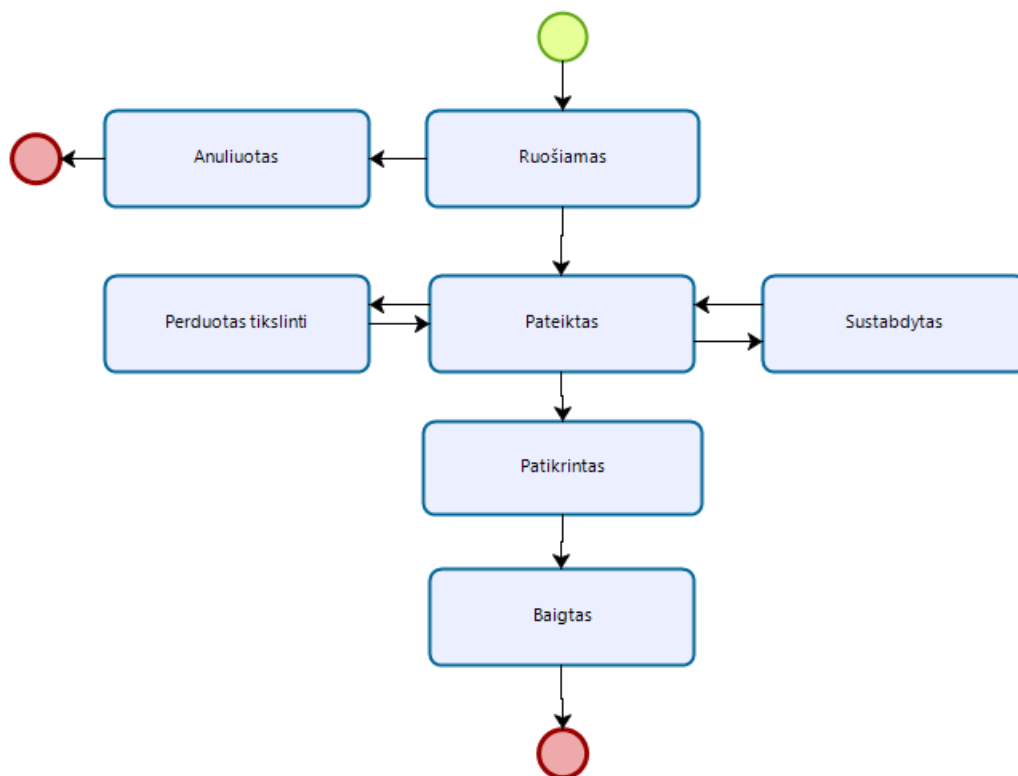 Anuliuotas
Ruošiamas
Perduotas tikslinti
Pateiktas
Sustabdytas
Patikrintas
Baigtas